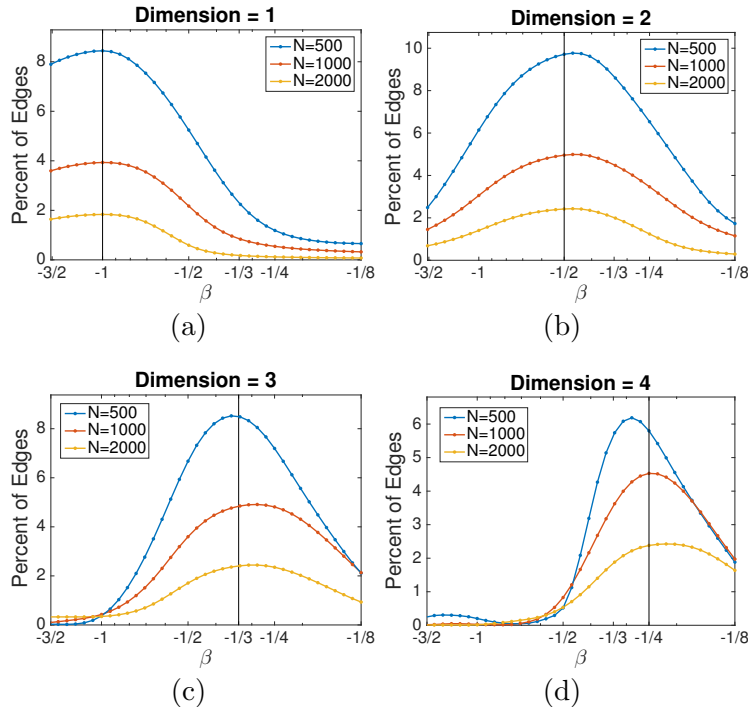 Dimension = 1
Percent of Edges
8
6
4
2
0
N=500
N=1000
N=2000
-3/2 -1 -1/2 -1/3 -1/4 -1/8
β
(a)
Dimension = 2
Percent of Edges
10
8
6
4
2
0
N=500
N=1000
N=2000
-3/2 -1 -1/2 -1/3 -1/4 -1/8
β
(b)
Dimension = 3
Percent of Edges
8
6
4
2
0
N=500
N=1000
N=2000
-3/2 -1 -1/2 -1/3 -1/4 -1/8
β
(c)
Dimension = 4
Percent of Edges
6
5
4
3
2
1
0
N=500
N=1000
N=2000
-3/2 -1 -1/2 -1/3 -1/4 -1/8
β
(d)